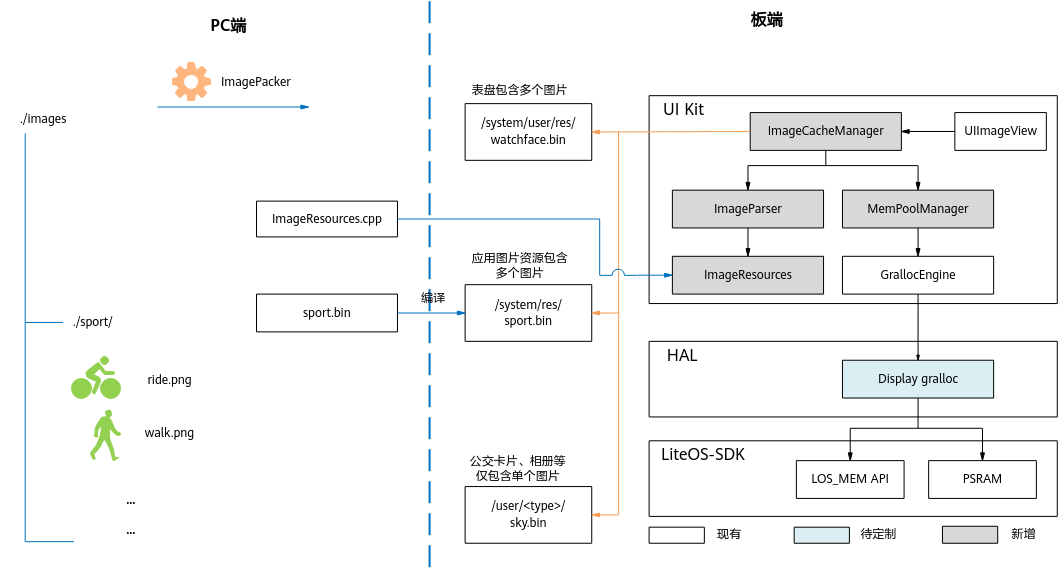 PC端
板端
ImagePacker
./images
ImageResources.cpp
sport.bin
./sport/
ride.png
walk.png
...
...
编译
表盘包含多个图片
/system/user/res/
watchface.bin
应用图片资源包含
多个图片
/system/res/
sport.bin
公交卡片、相册等
仅包含单个图片
/user/<type>/
sky.bin
UI Kit
ImageCacheManager
UIImageView
ImageParser
MemPoolManager
ImageResources
GrallocEngine
HAL
Display gralloc
LiteOS-SDK
LOS_MEM API
PSRAM
现有
待定制
新增